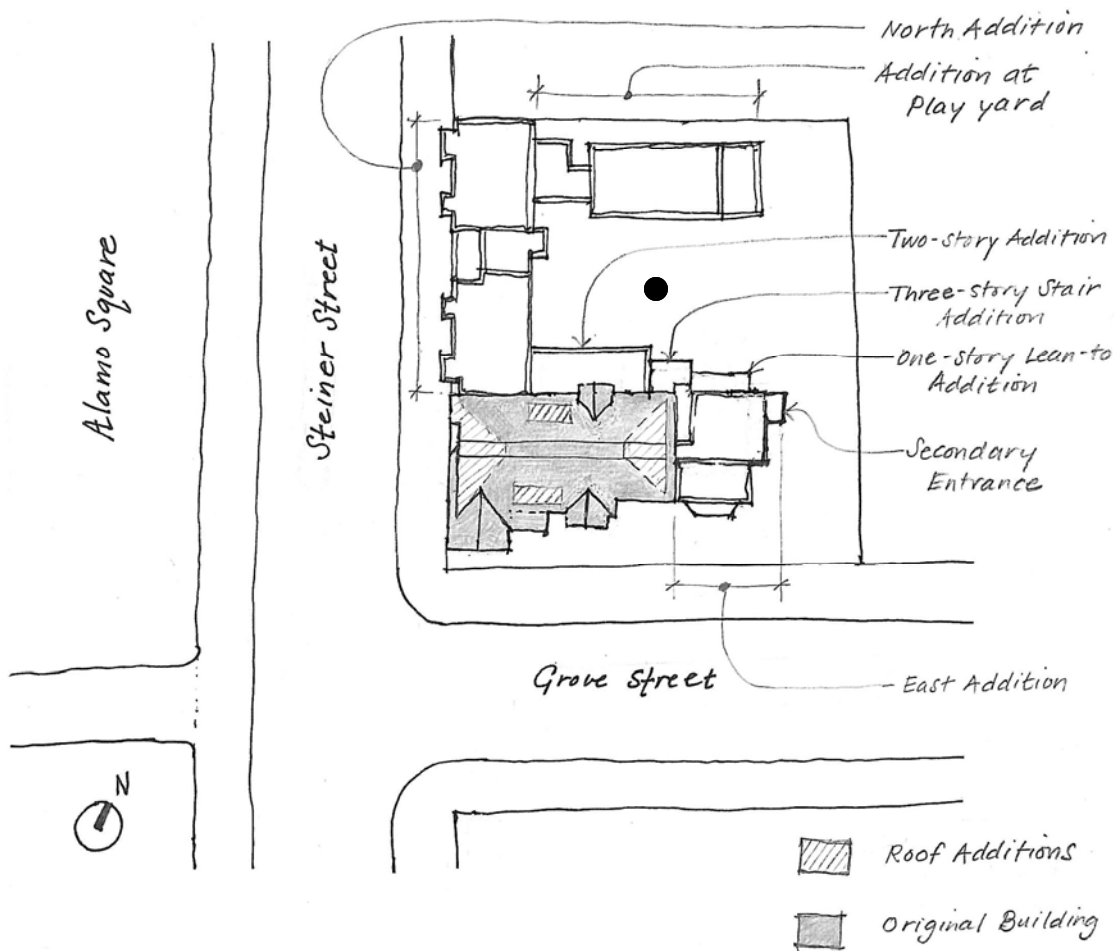 North Addition
Addition at
Play yard
Two-story Addition
Three-story Stair
Addition
One-story Lean-to
Addition
Secondary
Entrance
Alamo Square
Steiner Street
Grove Street
East Addition
N
Roof Additions
Original Building